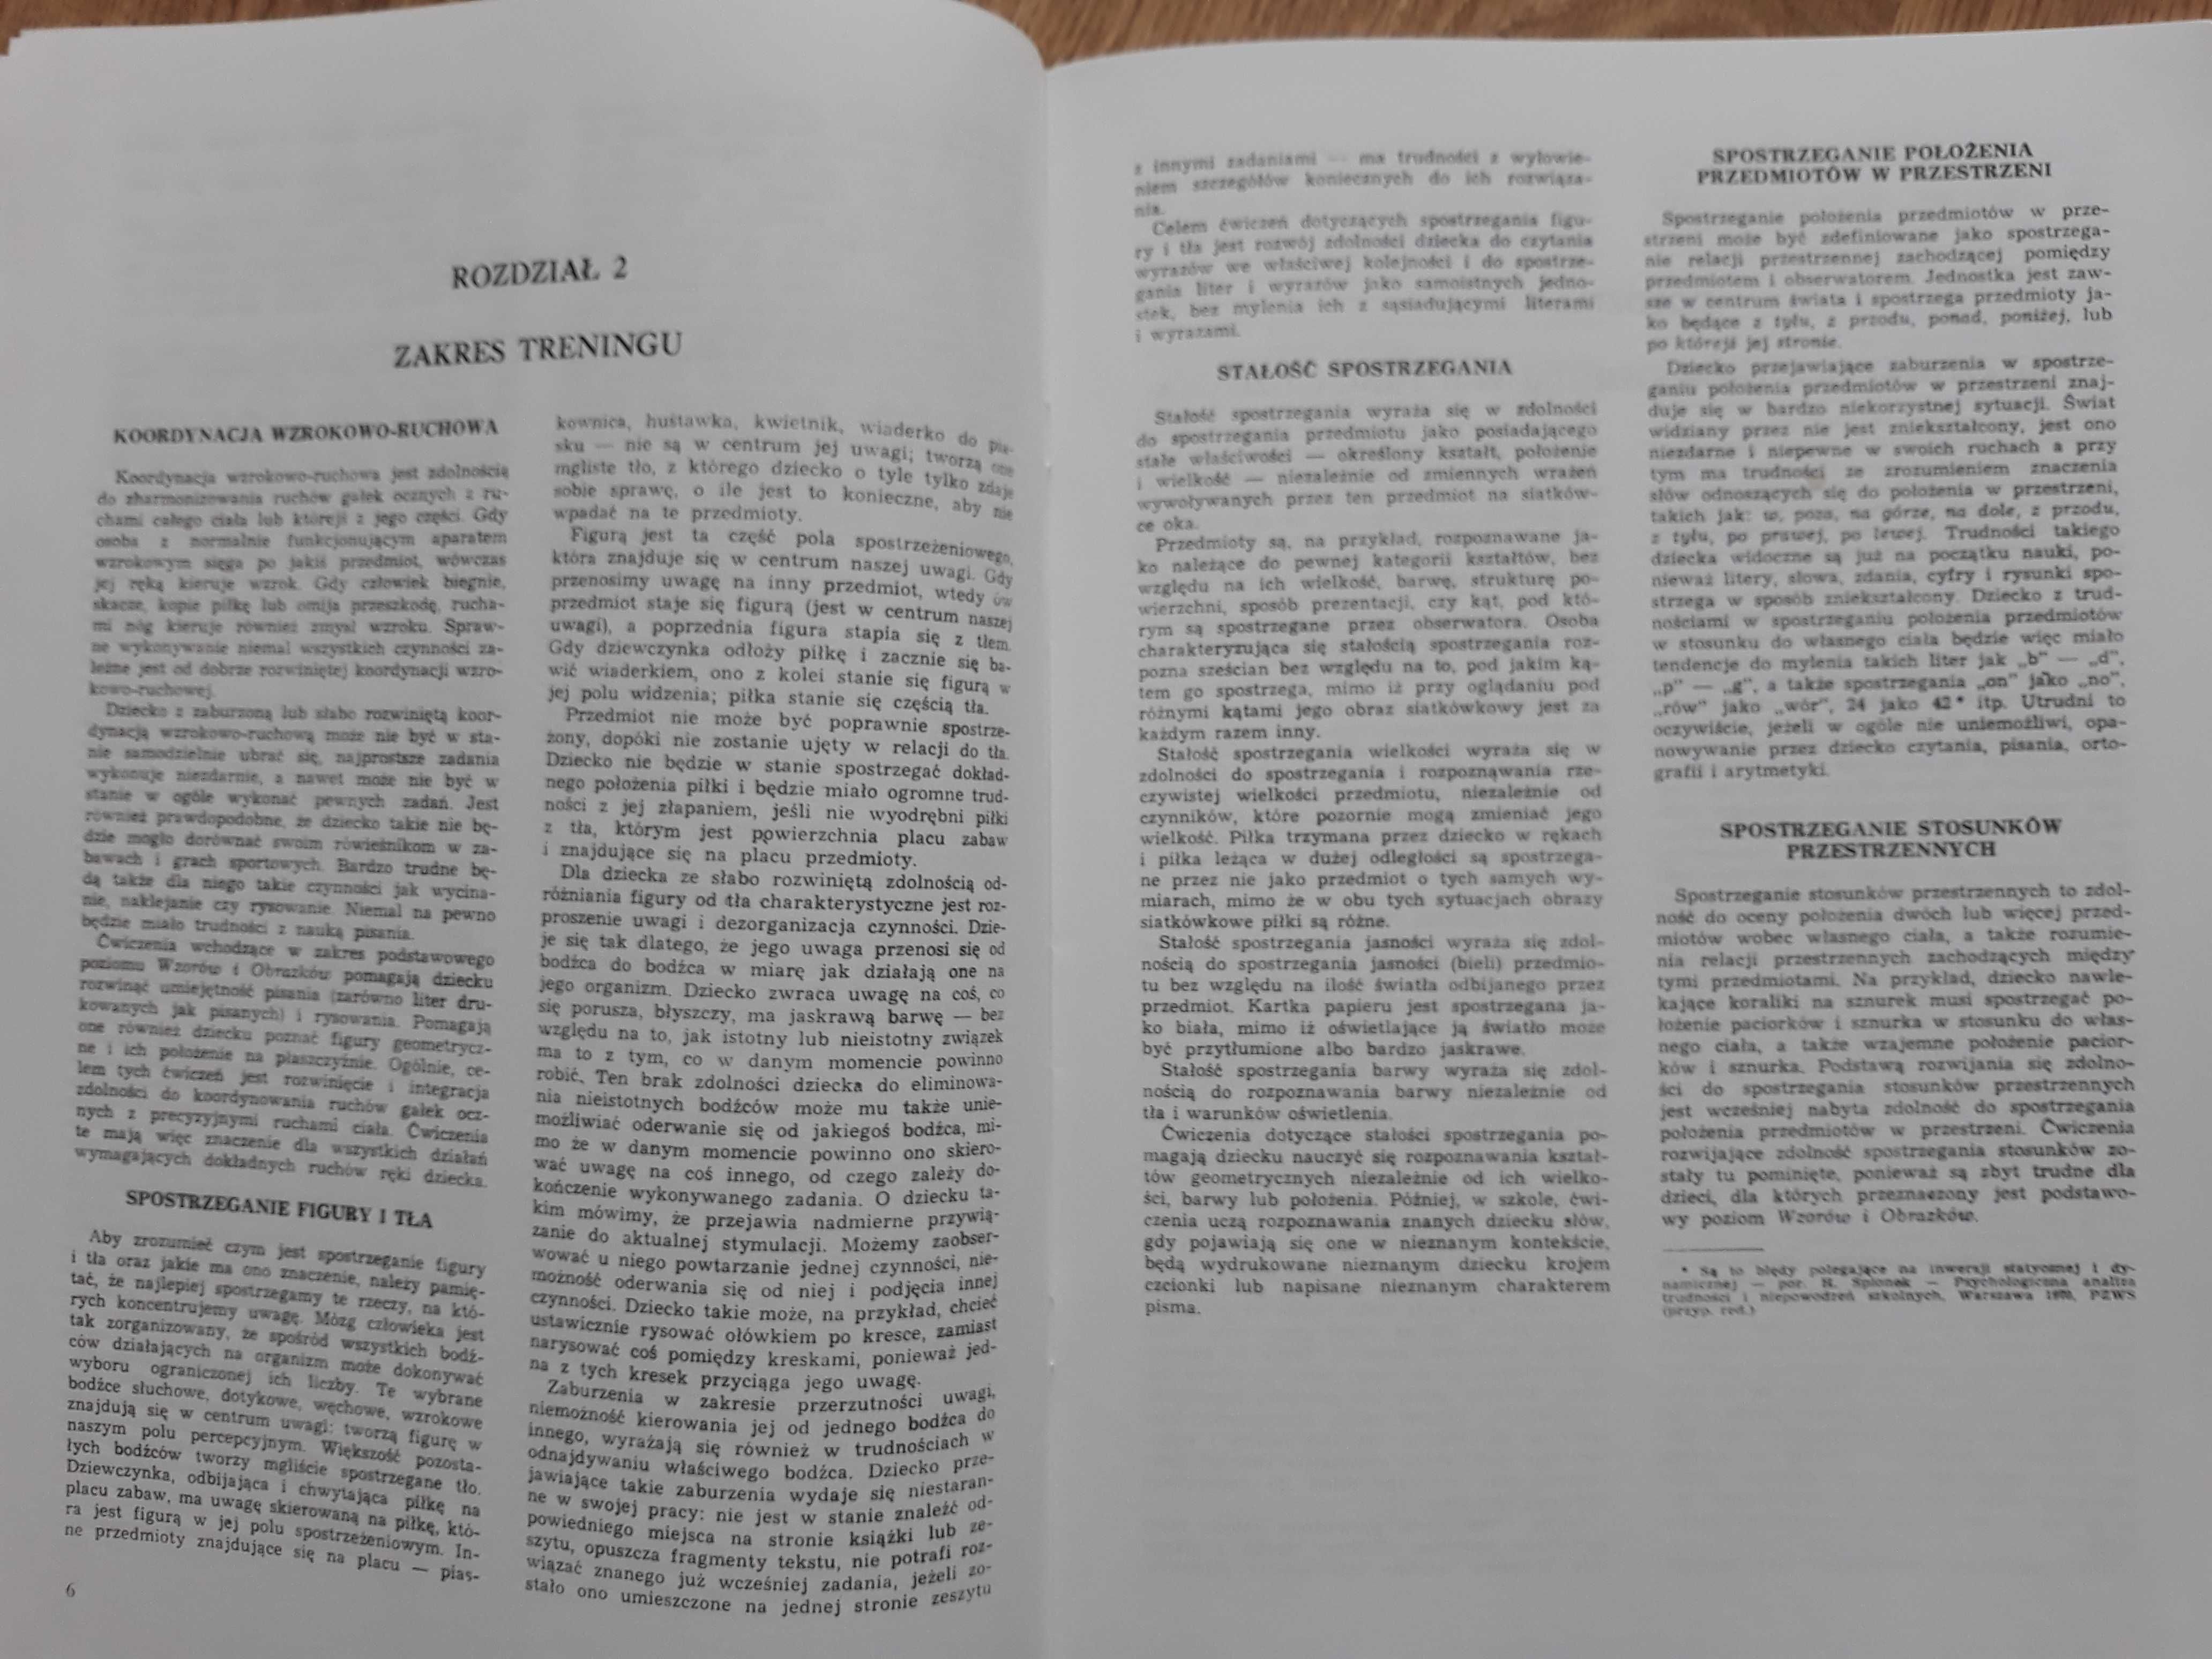 ROZDZIAŁ 2
ZAKRES TRENINGU
KOORDYNACJA WZROKOWO-RUCHOWA
Koordynacja wzrokowo-ruchowa jest zdolnością
do zharmonizowania ruchów gałek ocznych z ru-
chami całego ciała lub którejś z jego części. Gdy
osoba z normalnie funkcjonującym aparatem
wzrokowym sięga po jakiś przedmiot, wówczas
jej ręką kieruje wzrok. Gdy człowiek biegnie,
skacze, kopie piłkę lub omija przeszkodę, rucha-
mi nóg kieruje również zmysł wzroku. Spraw-
ne wykonywanie niemal wszystkich czynności za-
leżne jest od dobrze rozwiniętej koordynacji wzro-
kowo-ruchowej.
Dziecko z zaburzoną lub słabo rozwiniętą koor-
dynacją wzrokowo-ruchową może nie być w sta-
nie samodzielnie ubrać się, najprostsze zadania
wykonuje niezdarnie, a nawet może nie być w
stanie w ogóle wykonać pewnych zadań. Jest
również prawdopodobne, że dziecko takie nie bę-
dzie mogło dorównać swoim rówieśnikom w za-
bawach i grach sportowych. Bardzo trudne bę-
dą także dla niego takie czynności jak wycina-
nie, naklejanie czy rysowanie. Niemal na pewno
będzie miało trudności z nauką pisania.
Ćwiczenia wchodzące w zakres podstawowego
poziomu Wzorów i Obrazków pomagają dziecku
rozwinąć umiejętność pisania (zarówno liter dru-
kowanych jak pisanych) i rysowania. Pomagają
one również dziecku poznać figury geometrycz-
ne i ich położenie na płaszczyźnie. Ogólnie, ce-
lem tych ćwiczeń jest rozwinięcie i integracja
zdolności do koordynowania ruchów gałek ocz-
nych z precyzyjnymi ruchami ciała. Ćwiczenia
te mają więc znaczenie dla wszystkich działań
wymagających dokładnych ruchów ręki dziecka.
SPOSTRZEGANIE FIGURY I TŁA
Aby zrozumieć czym jest spostrzeganie figury
i tła oraz jakie ma ono znaczenie, należy pamię-
tać, że najlepiej spostrzegamy te rzeczy, na któ-
rych koncentrujemy uwagę. Mózg człowieka jest
tak zorganizowany, że spośród wszystkich bodź-
ców działających na organizm może dokonywać
wyboru ograniczonej ich liczby. Te wybrane
bodźce słuchowe, dotykowe, węchowe, wzrokowe
znajdują się w centrum uwagi: tworzą figurę w
naszym polu percepcyjnym. Większość pozosta-
łych bodźców tworzy mgliście spostrzegane tło.
Dziewczynka, odbijająca i chwytająca piłkę na
placu zabaw, ma uwagę skierowaną na piłkę, któ-
ra jest figurą w jej polu spostrzeżeniowym. In-
ne przedmioty znajdujące się na placu — pias-
6
kownica, huśtawka, kwietnik, wiaderko do pia-
sku — nie są w centrum jej uwagi; tworzą one
mgliste tło, z którego dziecko o tyle tylko zdaje
sobie sprawę, o ile jest to konieczne, aby nie
wpadać na te przedmioty.
Figurą jest ta część pola spostrzeżeniowego,
która znajduje się w centrum naszej uwagi. Gdy
przenosimy uwagę na inny przedmiot, wtedy ów
przedmiot staje się figurą (jest w centrum naszej
uwagi), a poprzednia figura stapia się z tłem.
Gdy dziewczynka odłoży piłkę i zacznie się ba-
wić wiaderkiem, ono z kolei stanie się figurą w
jej polu widzenia; piłka stanie się częścią tła.
Przedmiot nie może być poprawnie spostrze-
żony, dopóki nie zostanie ujęty w relacji do tła.
Dziecko nie będzie w stanie spostrzegać dokład-
nego położenia piłki i będzie miało ogromne trud-
ności z jej złapaniem, jeśli nie wyodrębni piłki
z tła, którym jest powierzchnia placu zabaw
i znajdujące się na placu przedmioty.
Dla dziecka ze słabo rozwiniętą zdolnością od-
różniania figury od tła charakterystyczne jest roz-
proszenie uwagi i dezorganizacja czynności. Dzie-
je się tak dlatego, że jego uwaga przenosi się od
bodźca do bodźca w miarę jak działają one na
jego organizm. Dziecko zwraca uwagę na coś, co
się porusza, błyszczy, ma jaskrawą barwę — bez
względu na to, jak istotny lub nieistotny związek
ma to z tym, co w danym momencie powinno
robić. Ten brak zdolności dziecka do eliminowa-
nia nieistotnych bodźców może mu także unie-
możliwiać oderwanie się od jakiegoś bodźca, mi-
mo że w danym momencie powinno ono skiero-
wać uwagę na coś innego, od czego zależy do-
kończenie wykonywanego zadania. O dziecku ta-
kim mówimy, że przejawia nadmierne przywią-
zanie do aktualnej stymulacji. Możemy zaobser-
wować u niego powtarzanie jednej czynności, nie-
możność oderwania się od niej i podjęcia innej
czynności. Dziecko takie może, na przykład, chcieć
ustawicznie rysować ołówkiem po kresce, zamiast
narysować coś pomiędzy kreskami, ponieważ jed-
na z tych kresek przyciąga jego uwagę.
Zaburzenia w zakresie przerzutności uwagi,
niemożność kierowania jej od jednego bodźca do
innego, wyrażają się również w trudnościach w
odnajdywaniu właściwego bodźca. Dziecko prze-
jawiające takie zaburzenia wydaje się niestaran-
ne w swojej pracy: nie jest w stanie znaleźć od-
powiedniego miejsca na stronie książki lub ze-
szytu, opuszcza fragmenty tekstu, nie potrafi roz-
wiązać znanego już wcześniej zadania, jeżeli zo-
stało ono umieszczone na jednej stronie zeszytu
z innymi zadaniami — ma trudności z wyłowie-
niem szczegółów koniecznych do ich rozwiąza-
nia.
Celem ćwiczeń dotyczących spostrzegania figu-
ry i tła jest rozwój zdolności dziecka do czytania
wyrazów we właściwej kolejności i do spostrze-
gania liter i wyrazów jako samoistnych jedno-
stek, bez mylenia ich z sąsiadującymi literami
i wyrazami.
STAŁOŚĆ SPOSTRZEGANIA
Stałość spostrzegania wyraża się w zdolności
do spostrzegania przedmiotu jako posiadającego
stałe właściwości — określony kształt, położenie
i wielkość — niezależnie od zmiennych wrażeń
wywoływanych przez ten przedmiot na siatków-
ce oka.
Przedmioty są, na przykład, rozpoznawane ja-
ko należące do pewnej kategorii kształtów, bez
względu na ich wielkość, barwę, strukturę po-
wierzchni, sposób prezentacji, czy kąt, pod któ-
rym są spostrzegane przez obserwatora. Osoba
charakteryzująca się stałością spostrzegania roz-
pozna sześcian bez względu na to, pod jakim ką-
tem go spostrzega, mimo iż przy oglądaniu pod
różnymi kątami jego obraz siatkówkowy jest za
każdym razem inny.
Stałość spostrzegania wielkości wyraża się w
zdolności do spostrzegania i rozpoznawania rze-
czywistej wielkości przedmiotu, niezależnie od
czynników, które pozornie mogą zmieniać jego
wielkość. Piłka trzymana przez dziecko w rękach
i piłka leżąca w dużej odległości są spostrzega-
ne przez nie jako przedmiot o tych samych wy-
miarach, mimo że w obu tych sytuacjach obrazy
siatkówkowe piłki są różne.
Stałość spostrzegania jasności wyraża się zdol-
nością do spostrzegania jasności (bieli) przedmio-
tu bez względu na ilość światła odbijanego przez
przedmiot. Kartka papieru jest spostrzegana ja-
ko biała, mimo iż oświetlające ją światło może
być przytłumione albo bardzo jaskrawe.
Stałość spostrzegania barwy wyraża się zdol-
nością do rozpoznawania barwy niezależnie od
tła i warunków oświetlenia.
Ćwiczenia dotyczące stałości spostrzegania po-
magają dziecku nauczyć się rozpoznawania kształ-
tów geometrycznych niezależnie od ich wielko-
ści, barwy lub położenia. Później, w szkole, ćwi-
czenia uczą rozpoznawania znanych dziecku słów,
gdy pojawiają się one w nieznanym kontekście,
będą wydrukowane nieznanym dziecku krojem
czcionki lub napisane nieznanym charakterem
pisma.
SPOSTRZEGANIE POŁOŻENIA
PRZEDMIOTÓW W PRZESTRZENI
Spostrzeganie położenia przedmiotów w prze-
strzeni może być zdefiniowane jako spostrzega-
nie relacji przestrzennej zachodzącej pomiędzy
przedmiotem i obserwatorem. Jednostka jest zaw-
sze w centrum świata i spostrzega przedmioty ja-
ko będące z tyłu, z przodu, ponad, poniżej, lub
po którejś jej stronie.
Dziecko przejawiające zaburzenia w spostrze-
ganiu położenia przedmiotów w przestrzeni znaj-
duje się w bardzo niekorzystnej sytuacji. Świat
widziany przez nie jest zniekształcony, jest ono
niezdarne i niepewne w swoich ruchach a przy
tym ma trudności ze zrozumieniem znaczenia
słów odnoszących się do położenia w przestrzeni,
takich jak: w, poza, na górze, na dole, z przodu,
z tyłu, po prawej, po lewej. Trudności takiego
dziecka widoczne są już na początku nauki, po-
nieważ litery, słowa, zdania, cyfry i rysunki spo-
strzega w sposób zniekształcony. Dziecko z trud-
nościami w spostrzeganiu położenia przedmiotów
w stosunku do własnego ciała będzie więc miało
tendencje do mylenia takich liter jak „b" — „d",
„p" — „g", a także spostrzegania „on" jako „no",
„rów" jako „wór", 24 jako 42* itp. Utrudni to
oczywiście, jeżeli w ogóle nie uniemożliwi, opa-
nowywanie przez dziecko czytania, pisania, orto-
grafii i arytmetyki.
SPOSTRZEGANIE STOSUNKÓW
PRZESTRZENNYCH
Spostrzeganie stosunków przestrzennych to zdol-
ność do oceny położenia dwóch lub więcej przed-
miotów wobec własnego ciała, a także rozumie-
nia relacji przestrzennych zachodzących między
tymi przedmiotami. Na przykład, dziecko nawle-
kające koraliki na sznurek musi spostrzegać po-
łożenie paciorków i sznurka w stosunku do włas-
nego ciała, a także wzajemne położenie pacior-
ków i sznurka. Podstawą rozwijania się zdolno-
ści do spostrzegania stosunków przestrzennych
jest wcześniej nabyta zdolność do spostrzegania
położenia przedmiotów w przestrzeni. Ćwiczenia
rozwijające zdolność spostrzegania stosunków zo-
stały tu pominięte, ponieważ są zbyt trudne dla
dzieci, dla których przeznaczony jest podstawo-
wy poziom Wzorów i Obrazków.
* Są to błędy polegające na inwersji statycznej i dy-
namicznej — por. H. Spionek — Psychologiczna analiza
trudności i niepowodzeń szkolnych, Warszawa 1970, PZWS
(przyp. red.)